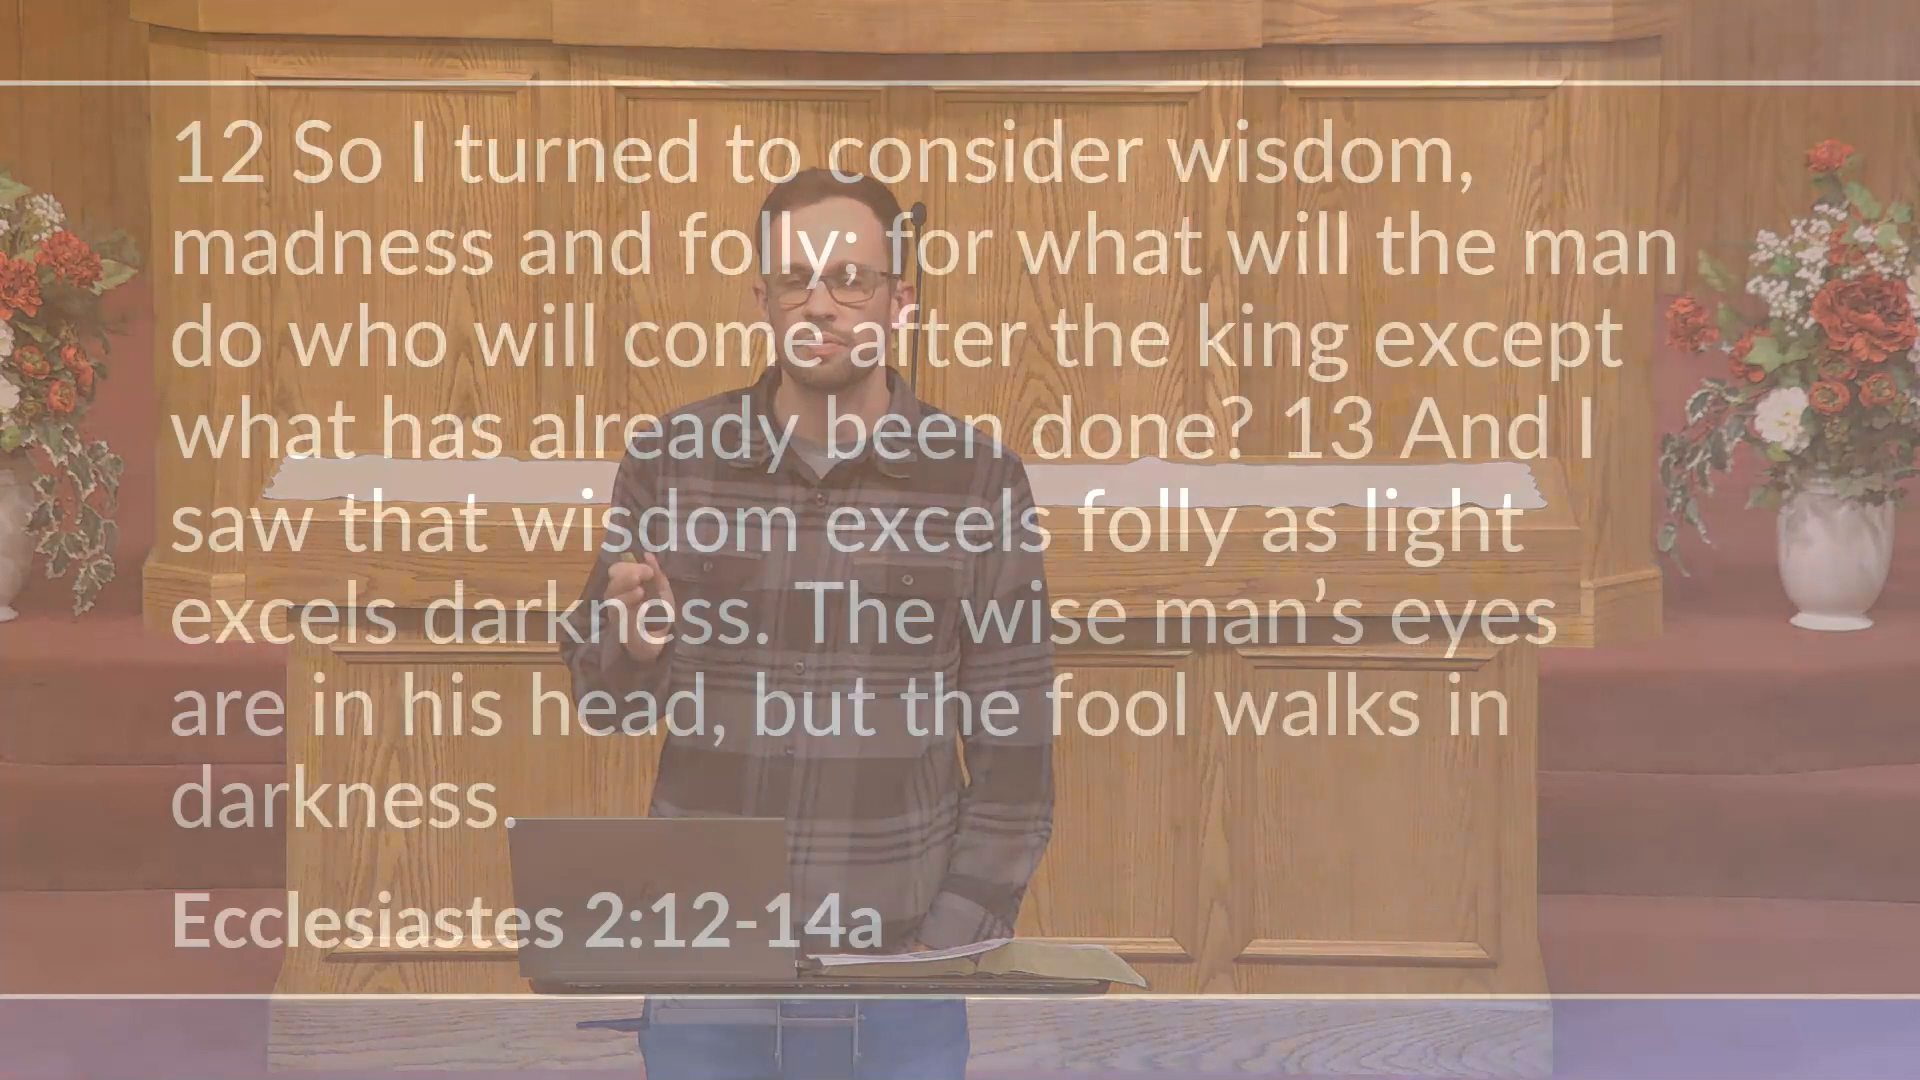 12 So I turned to consider wisdom,
madness and folly; for what will the man
do who will come after the king except
what has already been done? 13 And I
saw that wisdom excels folly as light
excels darkness. The wise man’s eyes
are in his head, but the fool walks in
darkness.
Ecclesiastes 2:12-14a